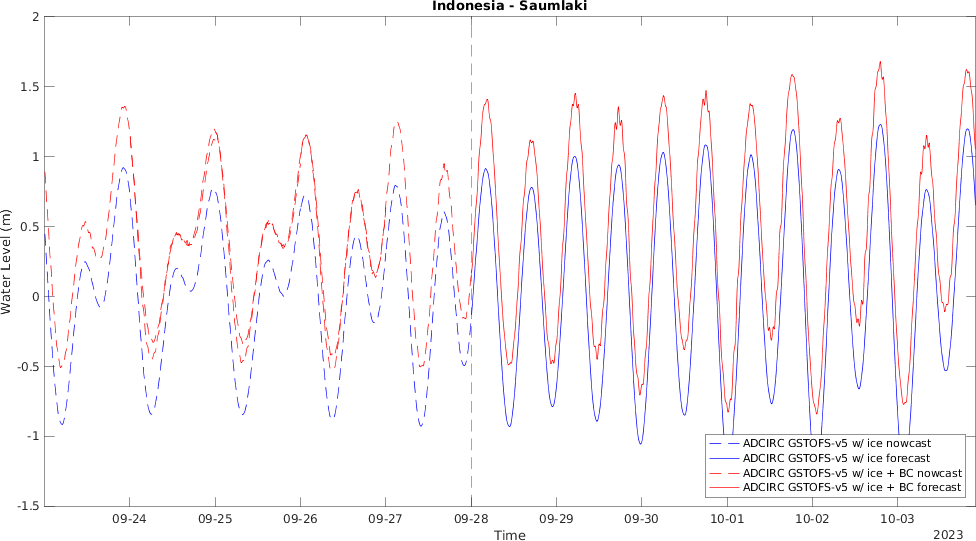 Indonesia - Saumlaki
Water Level (m)
2
1.5
1
0.5
0
-0.5
-1
-1.5
09-24
09-25
09-26
09-27
09-28
09-29
09-30
10-01
10-02
10-03
Time
2023
ADCIRC GSTOFS-v5 w/ ice nowcast
ADCIRC GSTOFS-v5 w/ ice forecast
ADCIRC GSTOFS-v5 w/ ice + BC nowcast
ADCIRC GSTOFS-v5 w/ ice + BC forecast